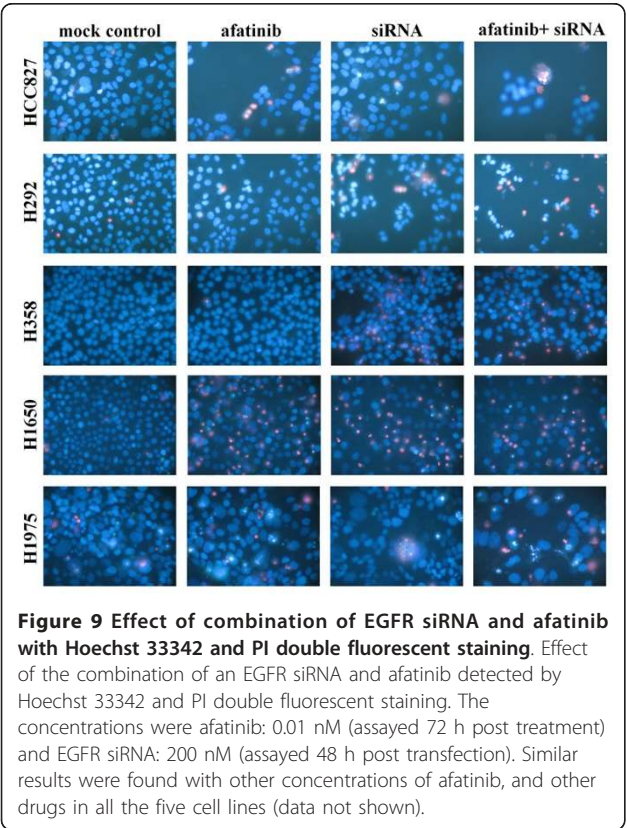 mock control afatinib siRNA afatinib+ siRNA
HCC827
H292
H358
H1650
H1975
Figure 9 Effect of combination of EGFR siRNA and afatinib
with Hoechst 33342 and PI double fluorescent staining. Effect
of the combination of an EGFR siRNA and afatinib detected by
Hoechst 33342 and PI double fluorescent staining. The
concentrations were afatinib: 0.01 nM (assayed 72 h post treatment)
and EGFR siRNA: 200 nM (assayed 48 h post transfection). Similar
results were found with other concentrations of afatinib, and other
drugs in all the five cell lines (data not shown).